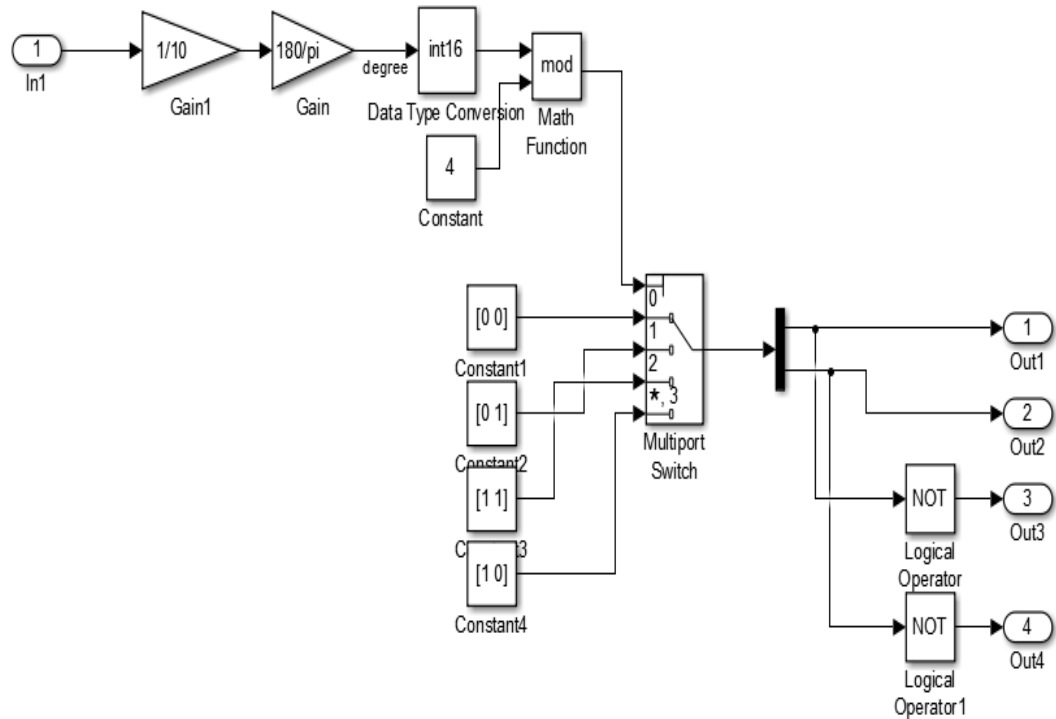 1
In1
1/10
Gain1
180/pi
Gain
degree
int16
Data Type Conversion
mod
Math
Function
4
Constant
[0 0]
Constant1
[0 1]
Constant2
[1 1]
[1 0]
Constant4
0
1
2
*, 3
Multiport
Switch
1
Out1
2
Out2
NOT
Logical
Operator
3
Out3
NOT
Logical
Operator1
4
Out4